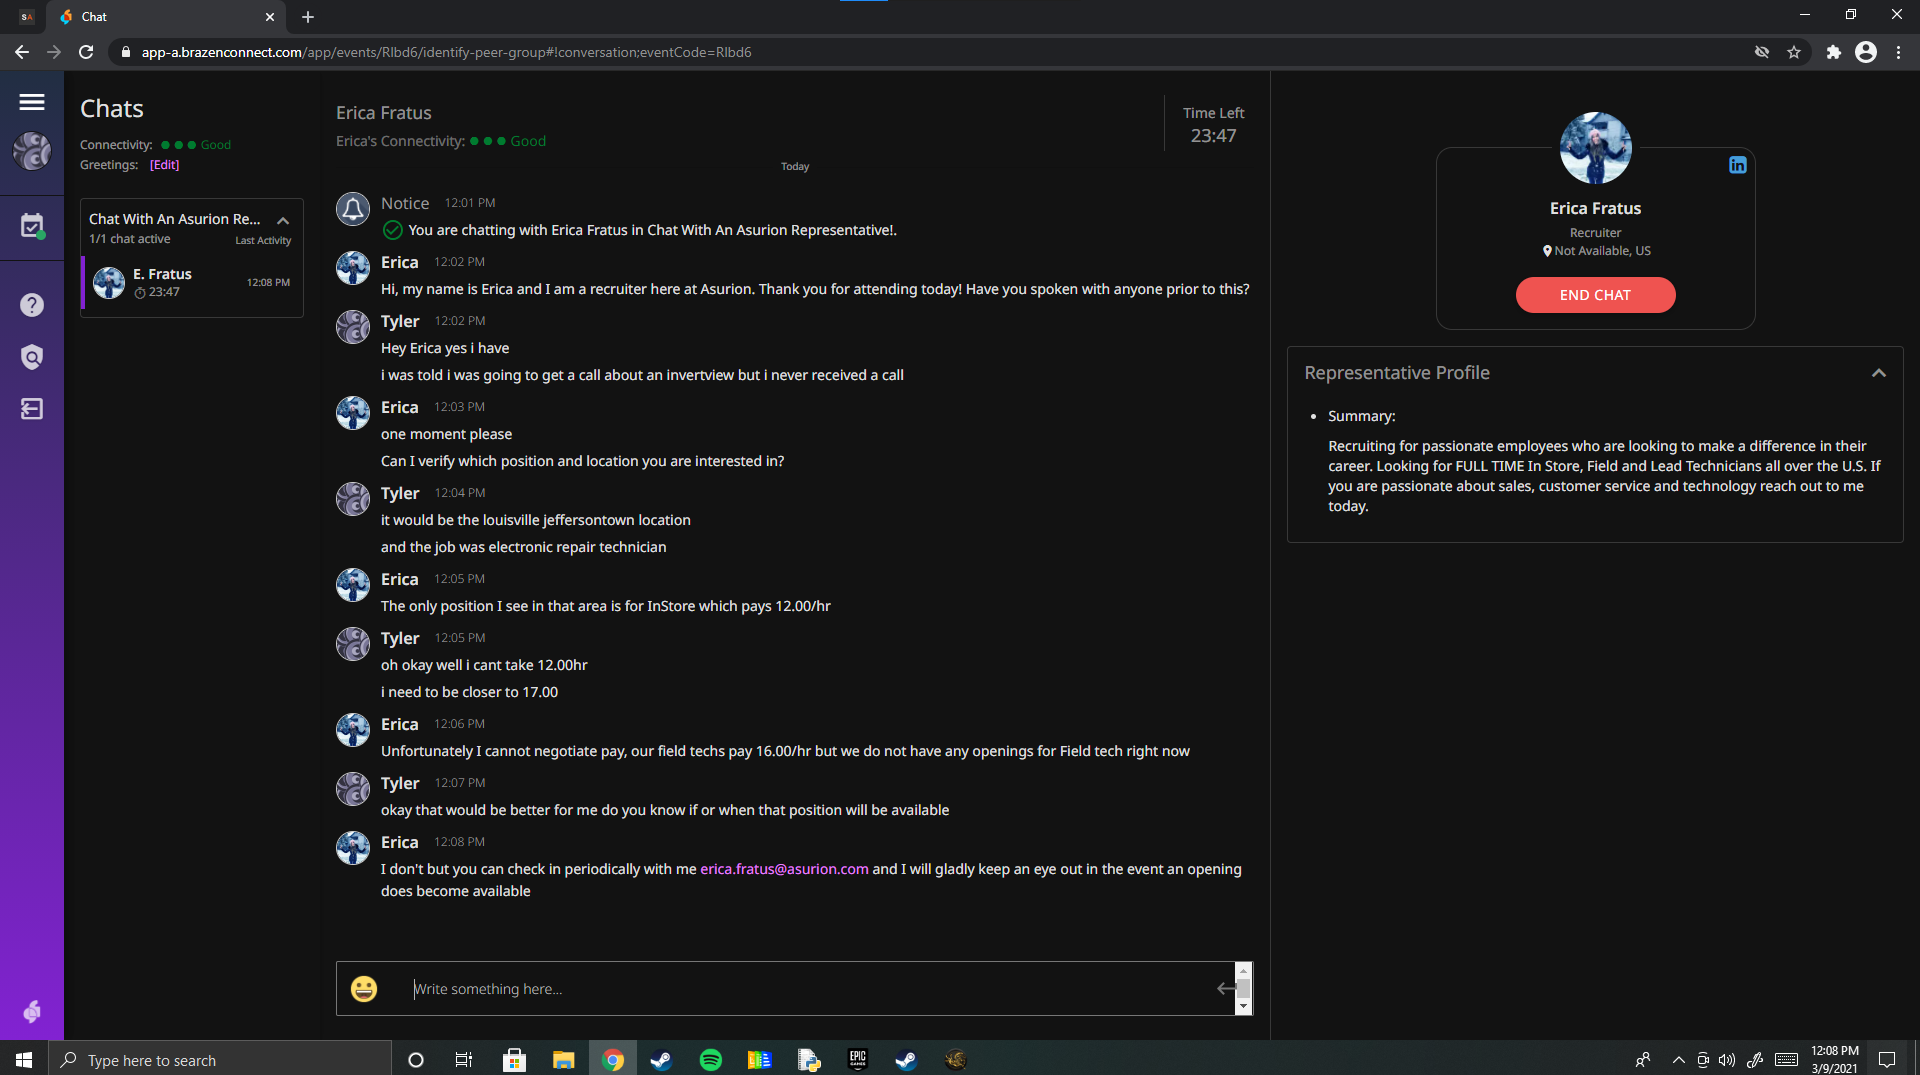 SA
Chat
app-a.brazenconnect.com/app/events/Rlbd6/identify-peer-group#!conversation;eventCode=Rlbd6
Chats
Connectivity: Good
Greetings: [Edit]
Chat With An Asurion Re...
1/1 chat active
Last Activity
E. Fratus
23:47
12:08 PM
Erica Fratus
Erica's Connectivity: Good
Time Left
23:47
Today
Notice 12:01 PM
You are chatting with Erica Fratus in Chat With An Asurion Representative!.
Erica 12:02 PM
Hi, my name is Erica and I am a recruiter here at Asurion. Thank you for attending today! Have you spoken with anyone prior to this?
Tyler 12:02 PM
Hey Erica yes i have
i was told i was going to get a call about an invertview but i never received a call
Erica 12:03 PM
one moment please
Can I verify which position and location you are interested in?
Tyler 12:04 PM
it would be the louisville jeffersontown location
and the job was electronic repair technician
Erica 12:05 PM
The only position I see in that area is for InStore which pays 12.00/hr
Tyler 12:05 PM
oh okay well i cant take 12.00hr
i need to be closer to 17.00
Erica 12:06 PM
Unfortunately I cannot negotiate pay, our field techs pay 16.00/hr but we do not have any openings for Field tech right now
Tyler 12:07 PM
okay that would be better for me do you know if or when that position will be available
Erica 12:08 PM
I don't but you can check in periodically with me erica.fratus@asurion.com and I will gladly keep an eye out in the event an opening
does become available
Write something here...
in
Erica Fratus
Recruiter
Not Available, US
END CHAT
Representative Profile
Summary:
Recruiting for passionate employees who are looking to make a difference in their
career. Looking for FULL TIME In Store, Field and Lead Technicians all over the U.S. If
you are passionate about sales, customer service and technology reach out to me
today.
Type here to search
EPIC
GAMES
12:08 PM
3/9/2021